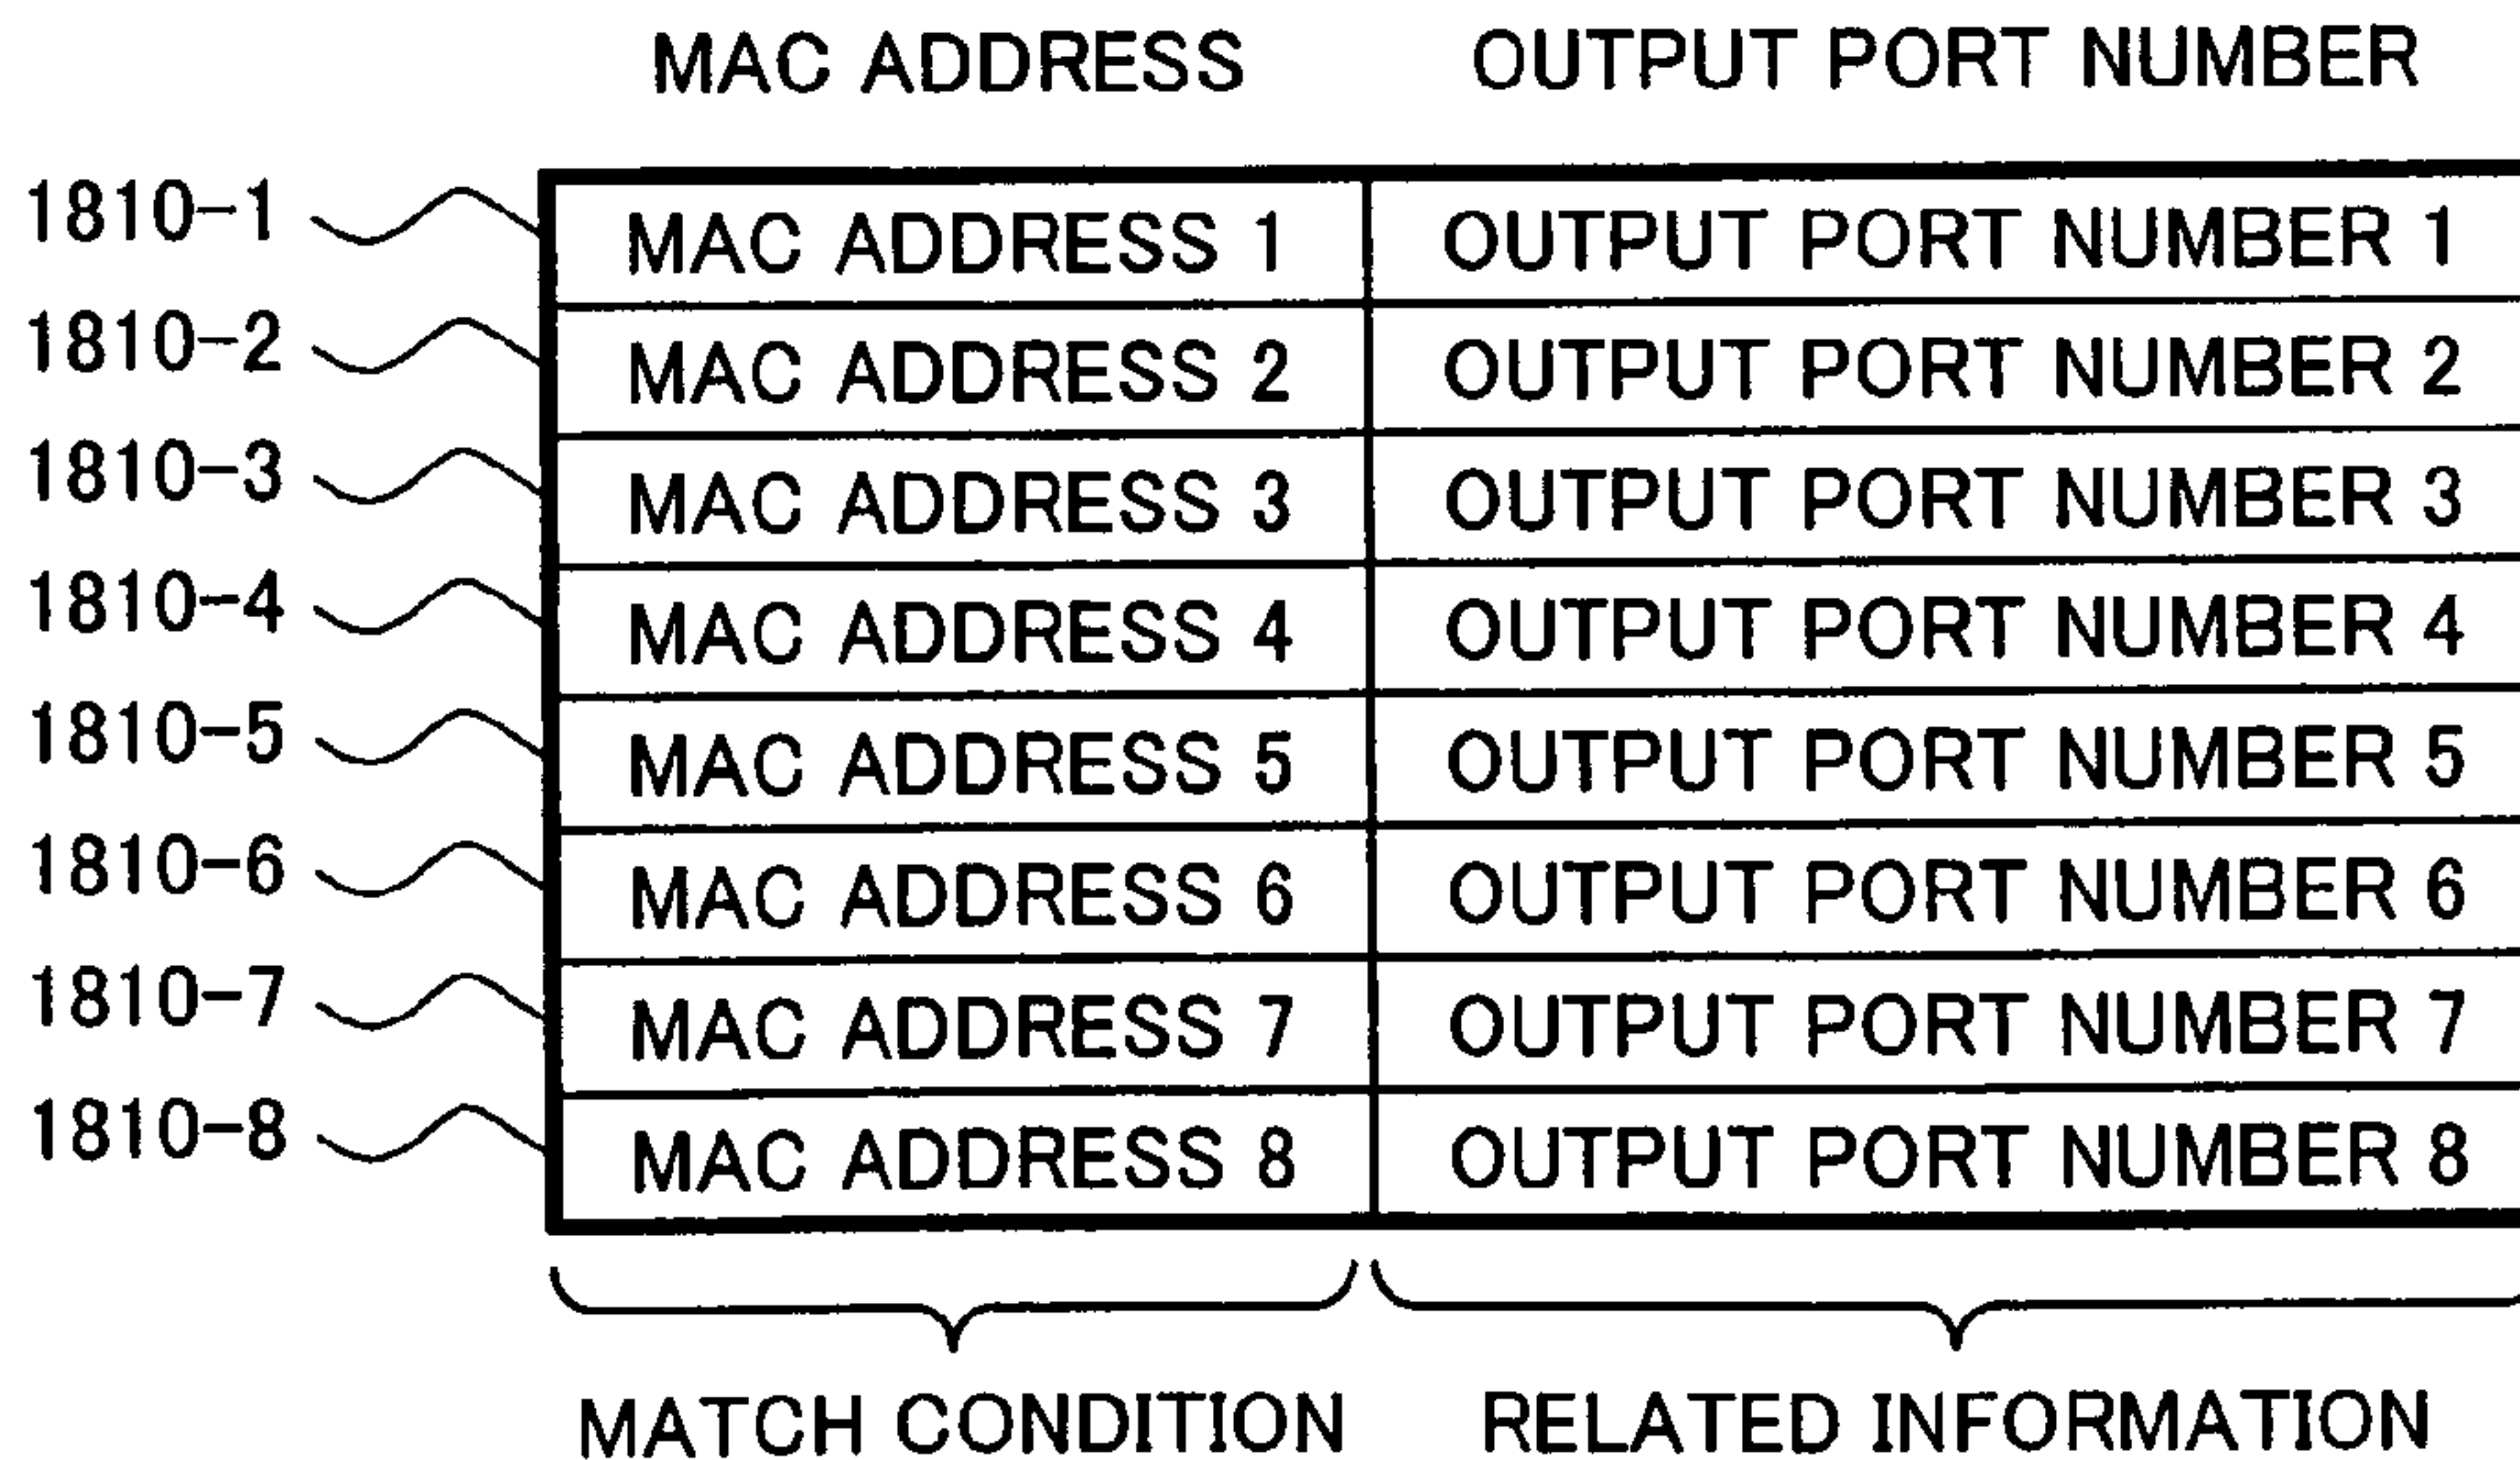 MAC ADDRESS OUTPUT PORT NUMBER
1810-1 MAC ADDRESS 1 OUTPUT PORT NUMBER 1
1810-2 MAC ADDRESS 2 OUTPUT PORT NUMBER 2
1810-3 MAC ADDRESS 3 OUTPUT PORT NUMBER 3
1810-4 MAC ADDRESS 4 OUTPUT PORT NUMBER 4
1810-5 MAC ADDRESS 5 OUTPUT PORT NUMBER 5
1810-6 MAC ADDRESS 6 OUTPUT PORT NUMBER 6
1810-7 MAC ADDRESS 7 OUTPUT PORT NUMBER 7
1810-8 MAC ADDRESS 8 OUTPUT PORT NUMBER 8
MATCH CONDITION RELATED INFORMATION